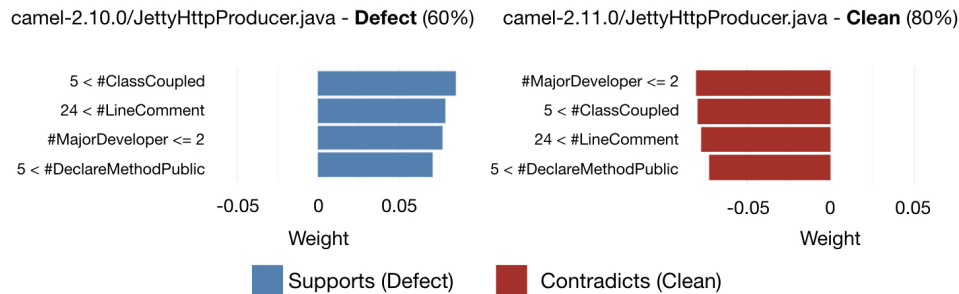 camel-2.10.0/JettyHttpProducer.java - Defect (60%)
5 < #ClassCoupled
24 < #LineComment
#MajorDeveloper <= 2
5 < #DeclareMethodPublic
-0.05 0 0.05
Weight
camel-2.11.0/JettyHttpProducer.java - Clean (80%)
#MajorDeveloper <= 2
5 < #ClassCoupled
24 < #LineComment
5 < #DeclareMethodPublic
-0.05 0 0.05
Weight
Supports (Defect)
Contradicts (Clean)